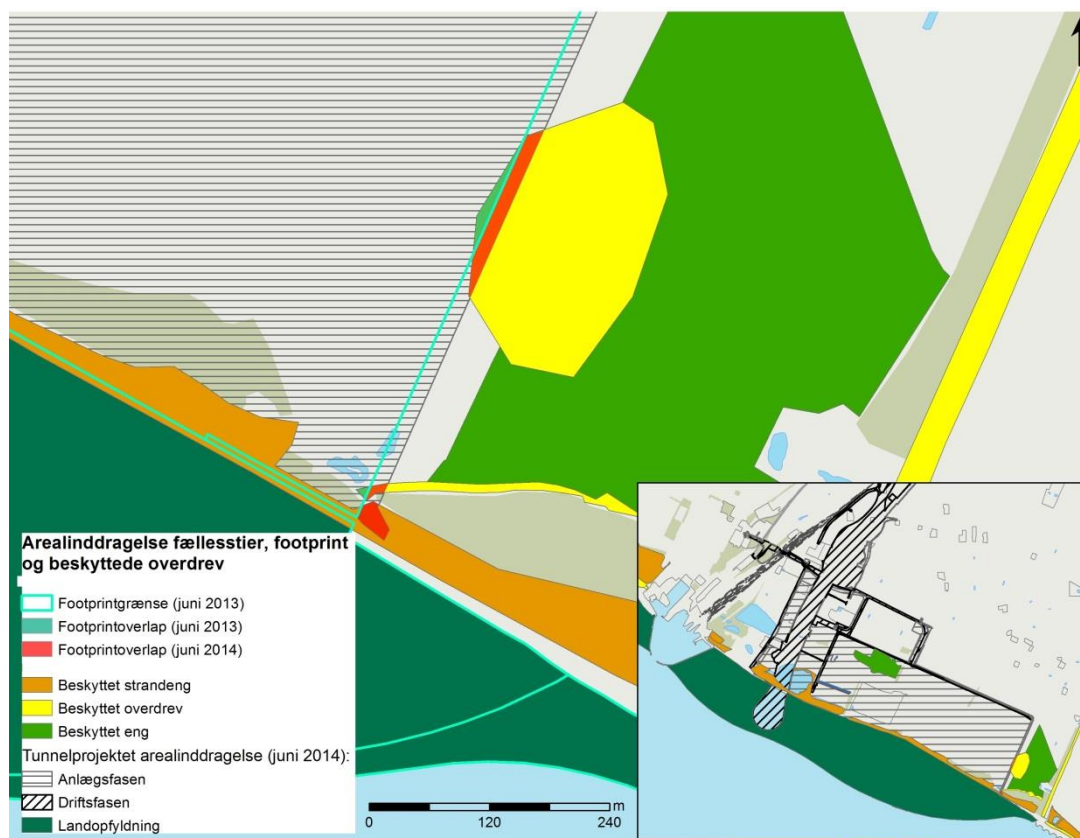 Arealinddragelse fællesstier, footprint
og beskyttede overdrev
Footprintgrænse (juni 2013)
Footprintoverlap (juni 2013)
Footprintoverlap (juni 2014)
Beskyttet strandeng
Beskyttet overdrev
Beskyttet eng
Tunnelprojektet arealinddragelse (juni 2014):
Anlægsfasen
Driftsfasen
Landopfyldning
m
0 120 240